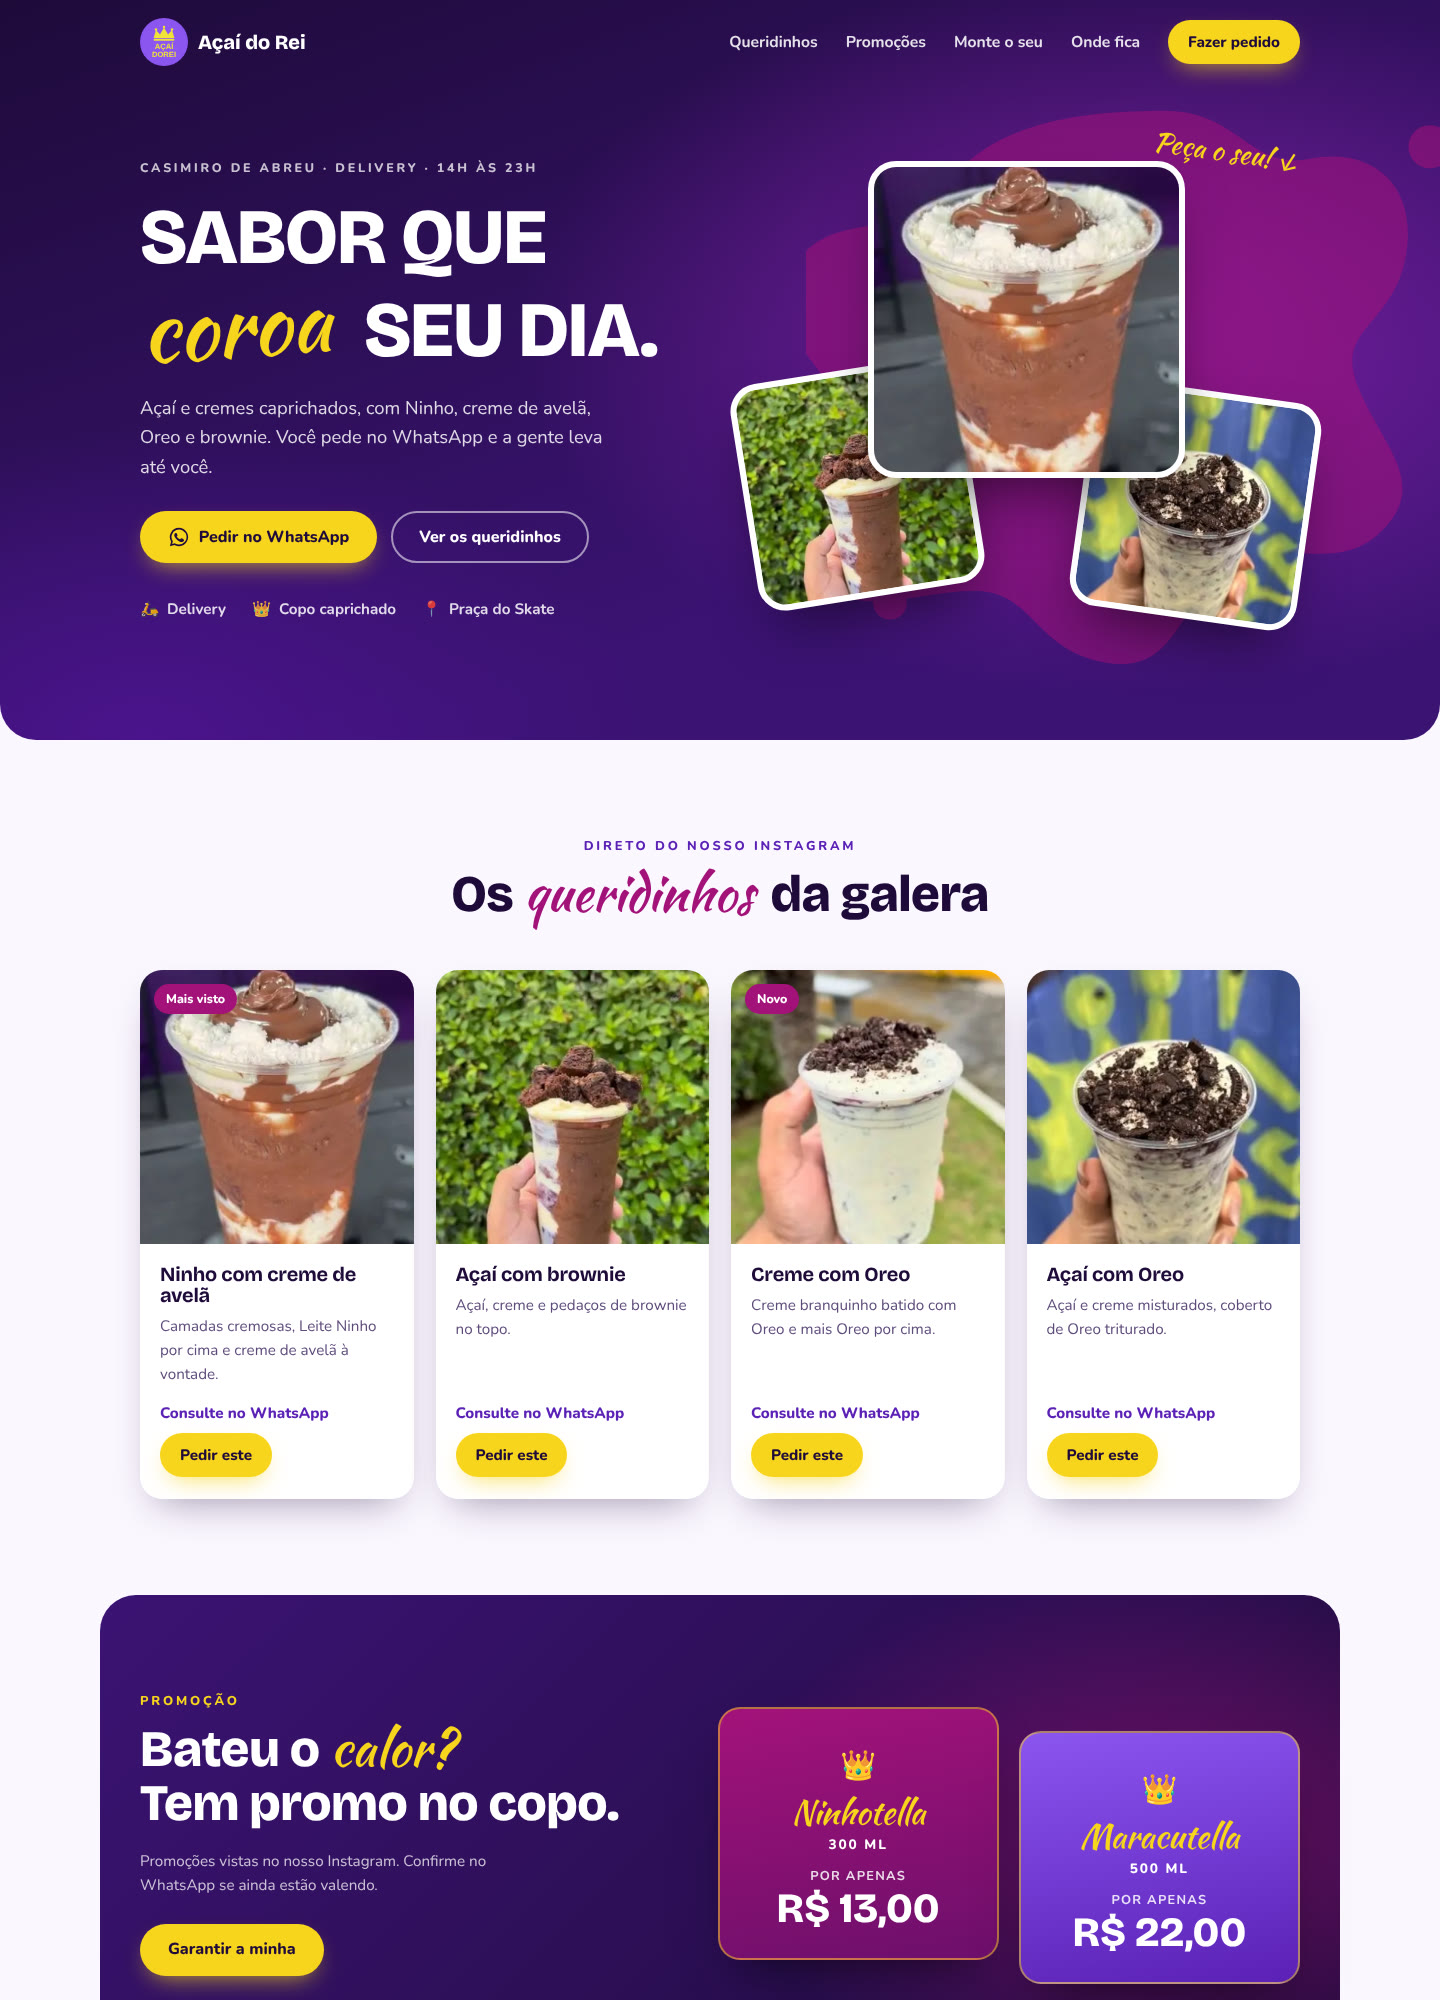 AÇAÍ
DOREI
Açaí do Rei
Queridinhos
Promoções
Monte o seu
Onde fica
Fazer pedido
CASIMIRO DE ABREU · DELIVERY · 14H ÀS 23H
SABOR QUE
coroa SEU DIA.
Açaí e cremes caprichados, com Ninho, creme de avelã,
Oreo e brownie. Você pede no WhatsApp e a gente leva
até você.
Pedir no WhatsApp
Ver os queridinhos
🛵 Delivery
👑 Copo caprichado
📍 Praça do Skate
Peça o seu! ↓
DIRETO DO NOSSO INSTAGRAM
Os queridinhos da galera
Mais visto
Ninho com creme de
avelã
Camadas cremosas, Leite Ninho
por cima e creme de avelã à
vontade.
Consulte no WhatsApp
Pedir este
Açaí com brownie
Açaí, creme e pedaços de brownie
no topo.
Consulte no WhatsApp
Pedir este
Novo
Creme com Oreo
Creme branquinho batido com
Oreo e mais Oreo por cima.
Consulte no WhatsApp
Pedir este
Açaí com Oreo
Açaí e creme misturados, coberto
de Oreo triturado.
Consulte no WhatsApp
Pedir este
PROMOÇÃO
Bateu o calor?
Tem promo no copo.
Promoções vistas no nosso Instagram. Confirme no
WhatsApp se ainda estão valendo.
Garantir a minha
👑
Ninhotella
300 ML
POR APENAS
R$ 13,00
👑
Maracutella
500 ML
POR APENAS
R$ 22,00